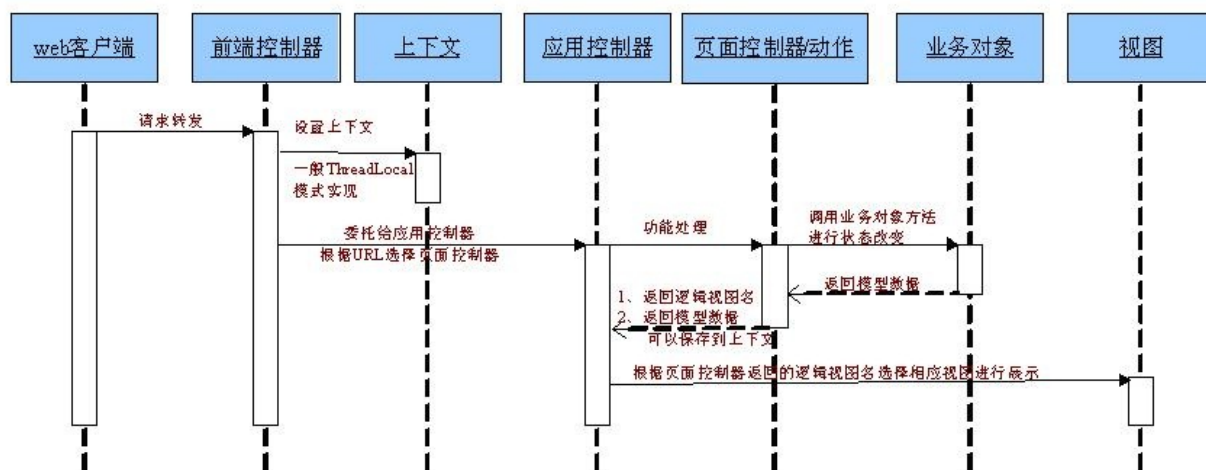 web客户端
前端控制器
上下文
应用控制器
页面控制器/动作
业务对象
视图
请求转发
设置上下文
一般ThreadLocal
模式实现
委托给应用控制器
根据URL选择页面控制器
功能处理
调用业务对象方法
进行状态改变
返回模型数据
1、返回逻辑视图名
2、返回模型数据
可以保存到上下文
根据页面控制器返回的逻辑视图名选择相应视图进行展示